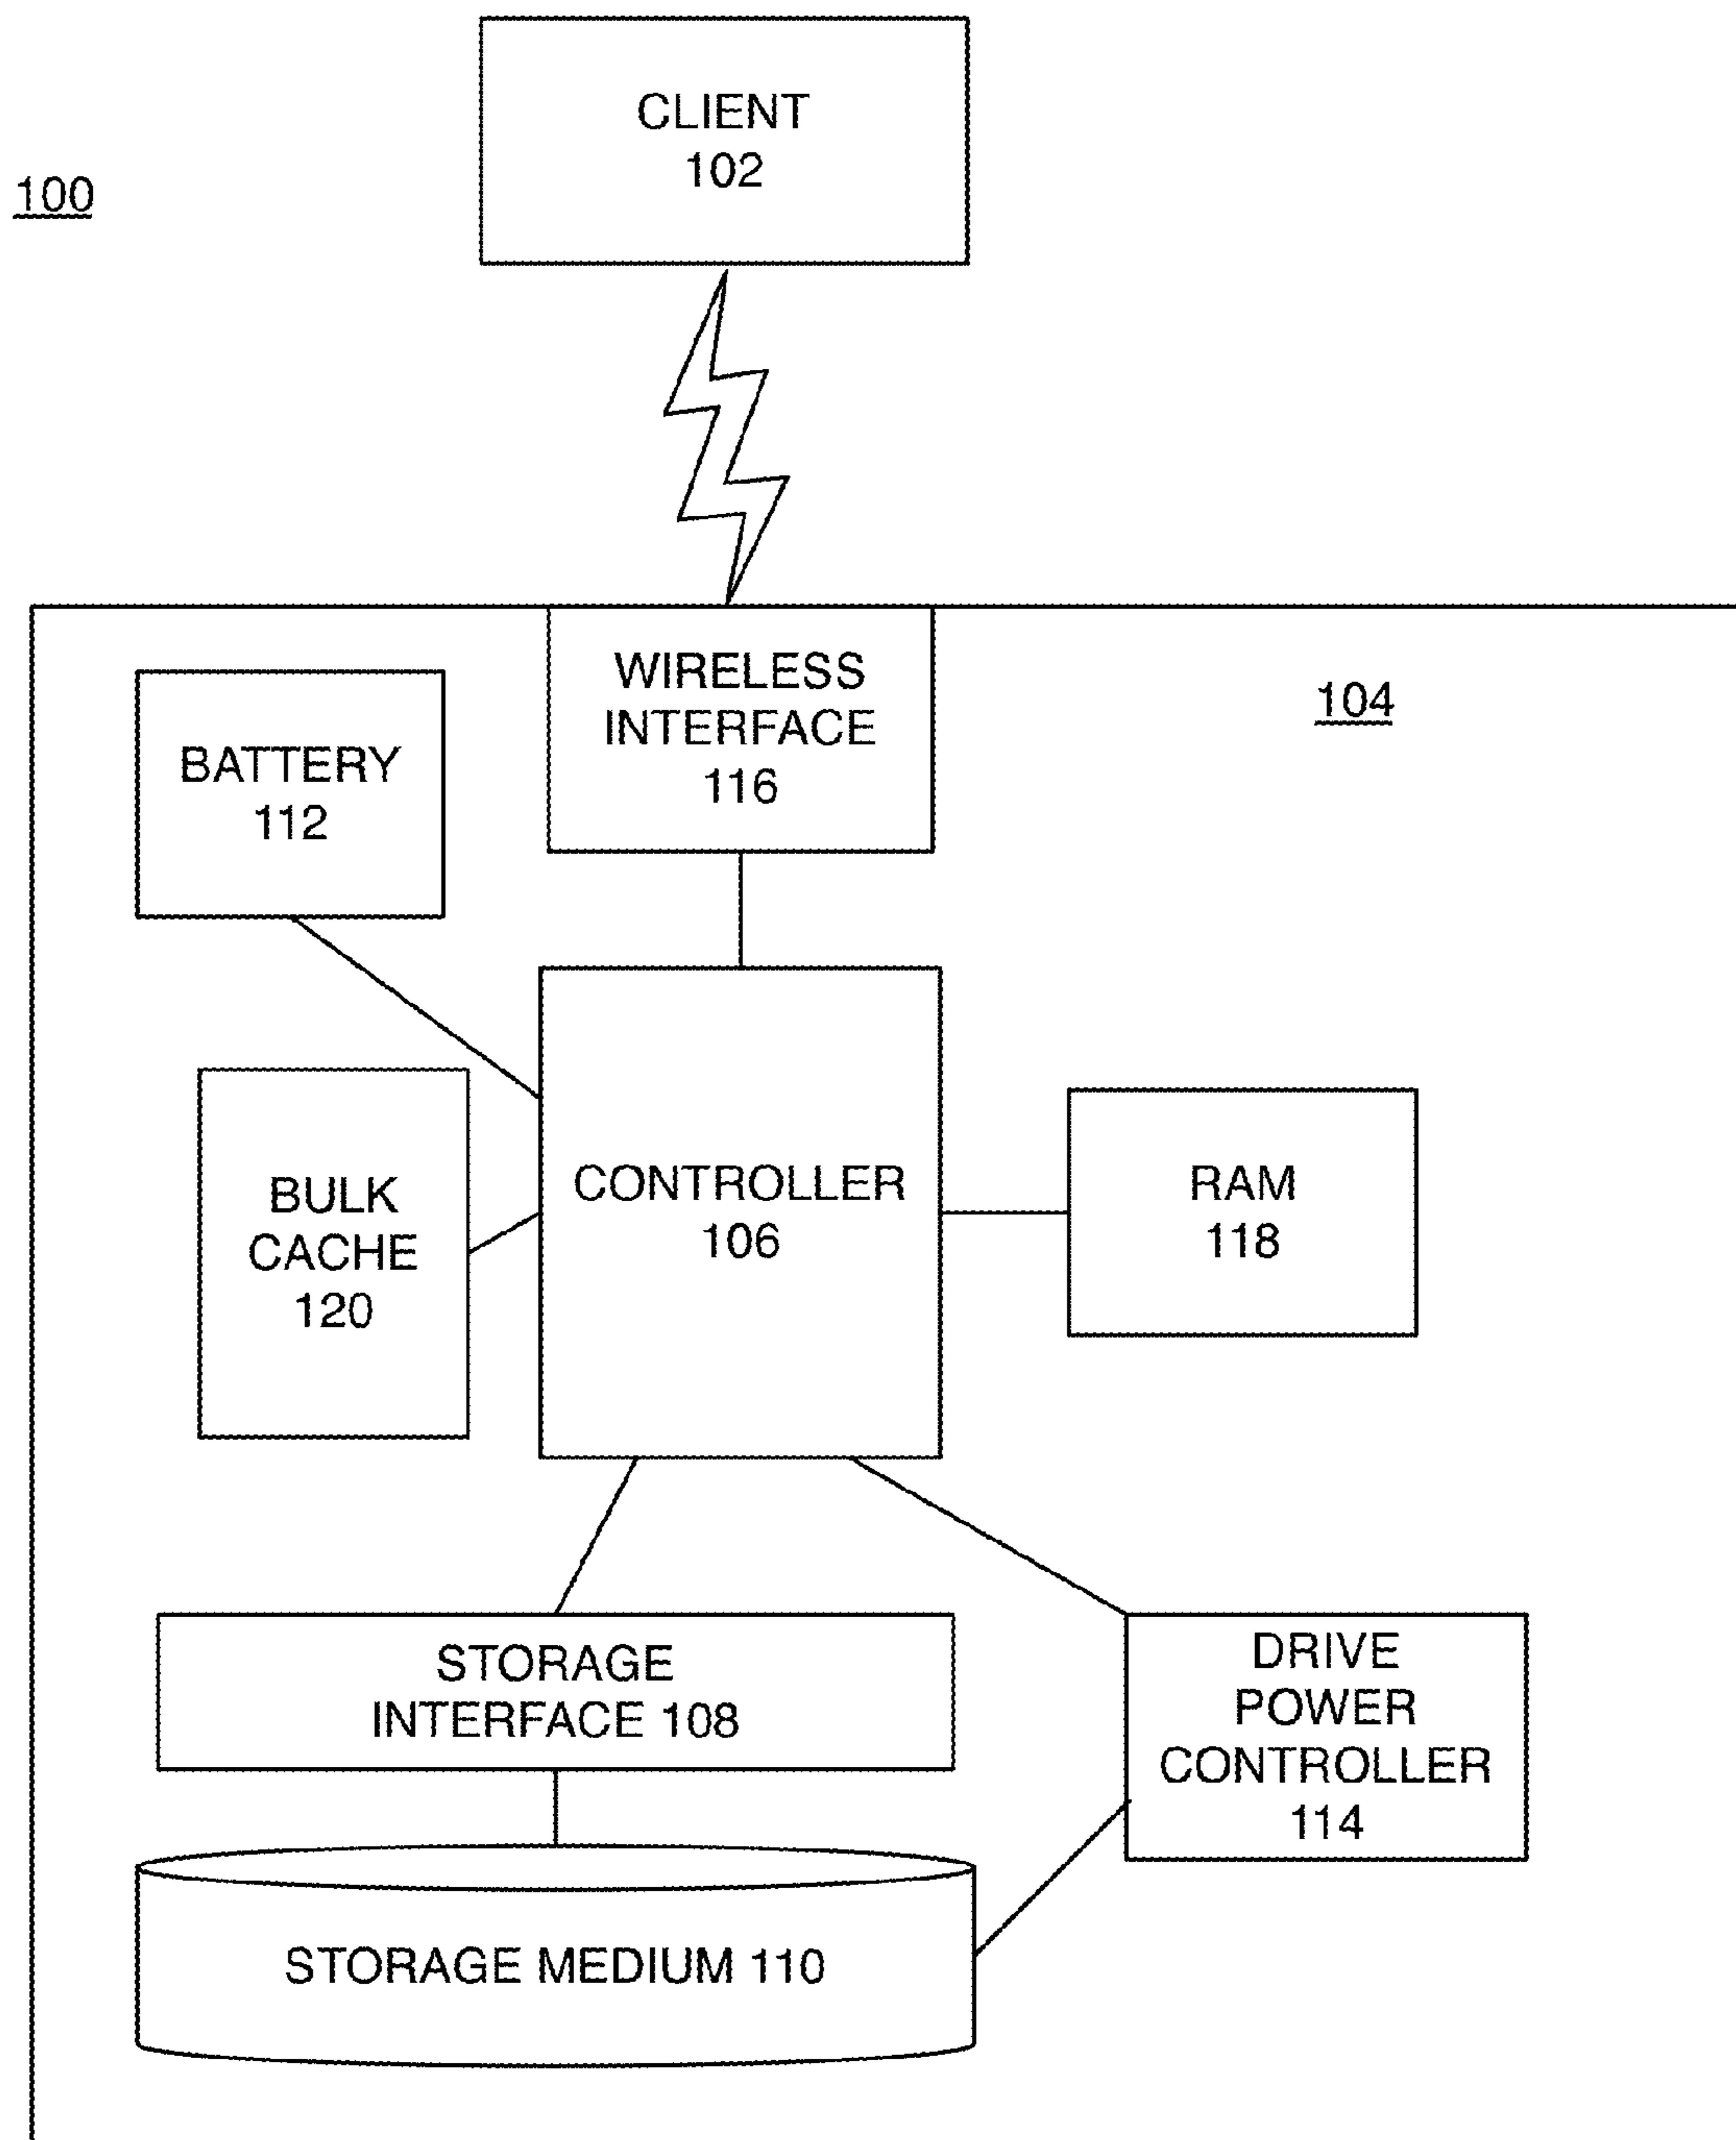 CLIENT
102
100
WIRELESS
INTERFACE
116
104
BATTERY
112
CONTROLLER
106
BULK
CACHE
120
RAM
118
STORAGE
INTERFACE 108
DRIVE
POWER
CONTROLLER
114
STORAGE MEDIUM 110